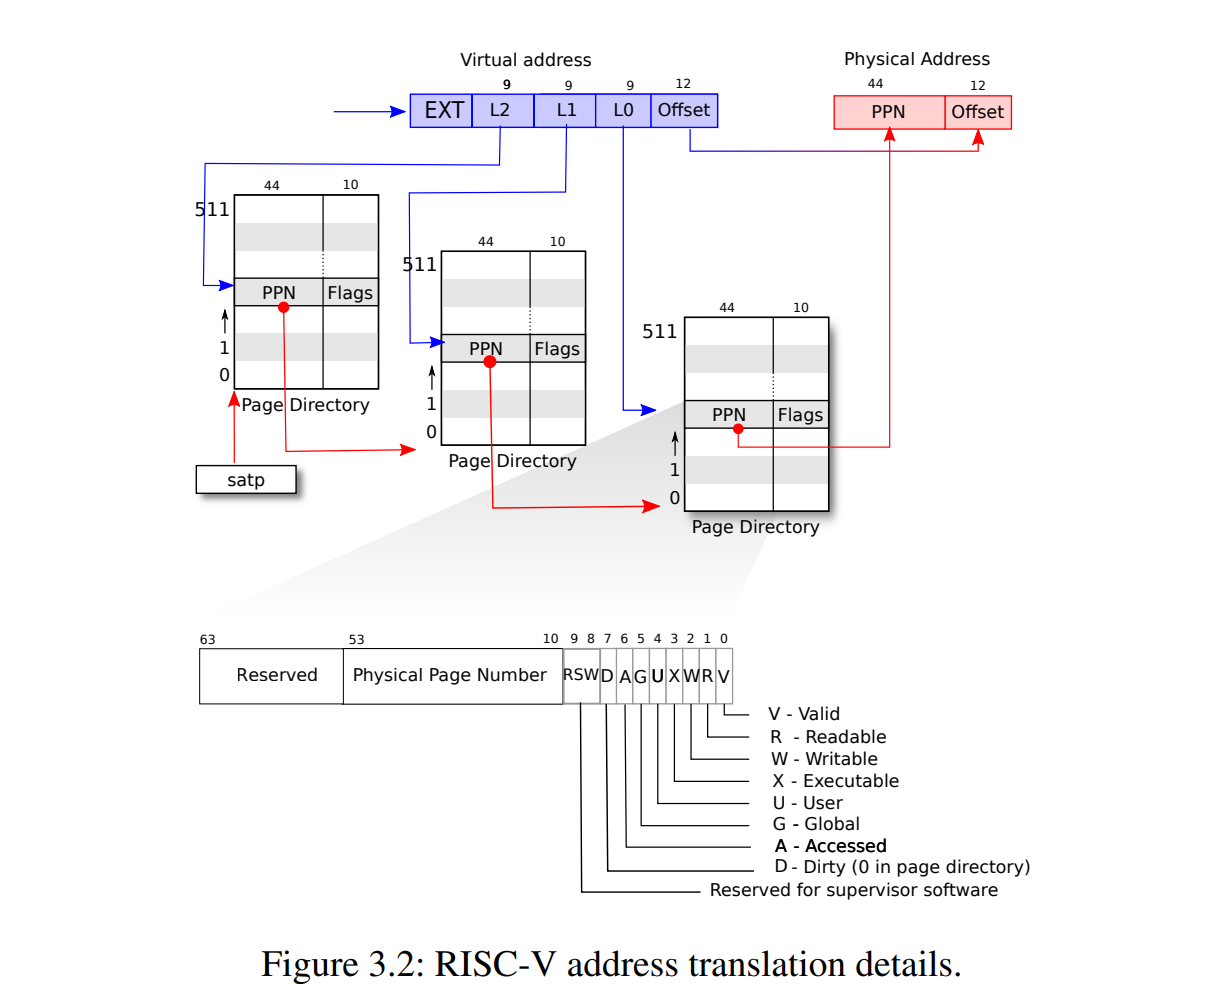 Virtual address
Physical Address
9 9 9 12
44 12
EXT L2 L1 L0 Offset
PPN Offset
44 10
511
PPN Flags
1
0
Page Directory
satp
44 10
511
PPN Flags
1
0
Page Directory
44 10
511
PPN Flags
1
0
Page Directory
63 53 10 9 8 7 6 5 4 3 2 1 0
Reserved Physical Page Number RSW D A G U X W R V
V - Valid
R - Readable
W - Writable
X - Executable
U - User
G - Global
A - Accessed
D - Dirty (0 in page directory)
Reserved for supervisor software
Figure 3.2: RISC-V address translation details.